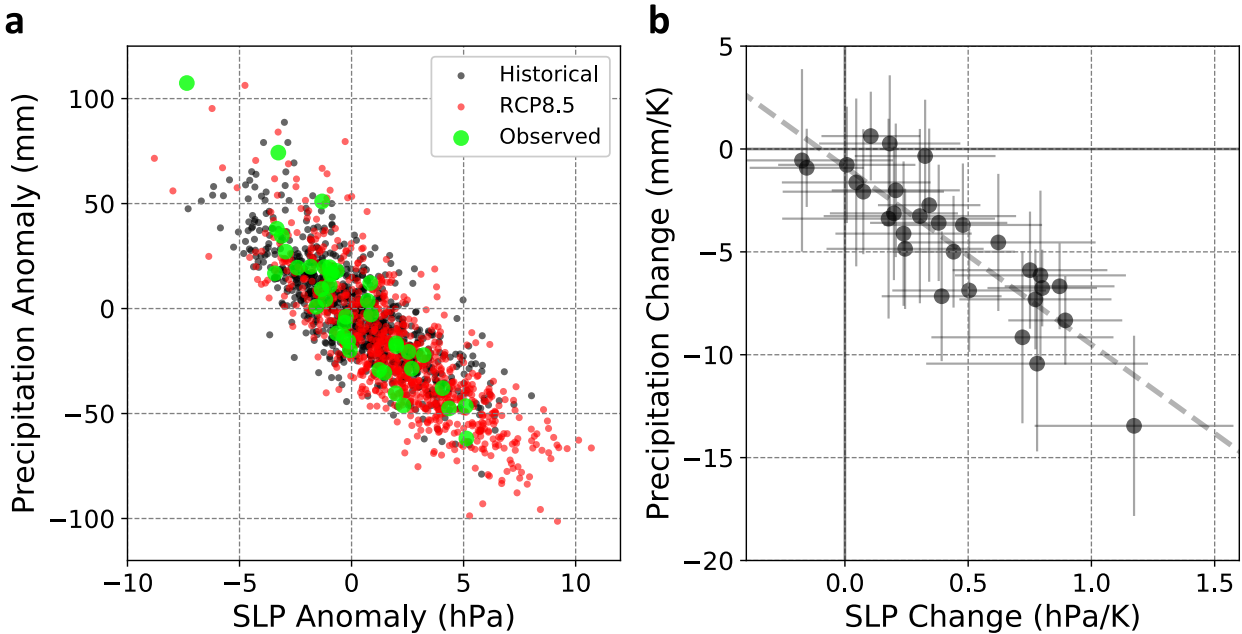 a
Precipitation Anomaly (mm)
100
50
0
−50
−100
Historical
RCP8.5
Observed
−10
−5
0
5
10
SLP Anomaly (hPa)
b
Precipitation Change (mm/K)
5
0
−5
−10
−15
−20
0.0
0.5
1.0
1.5
SLP Change (hPa/K)